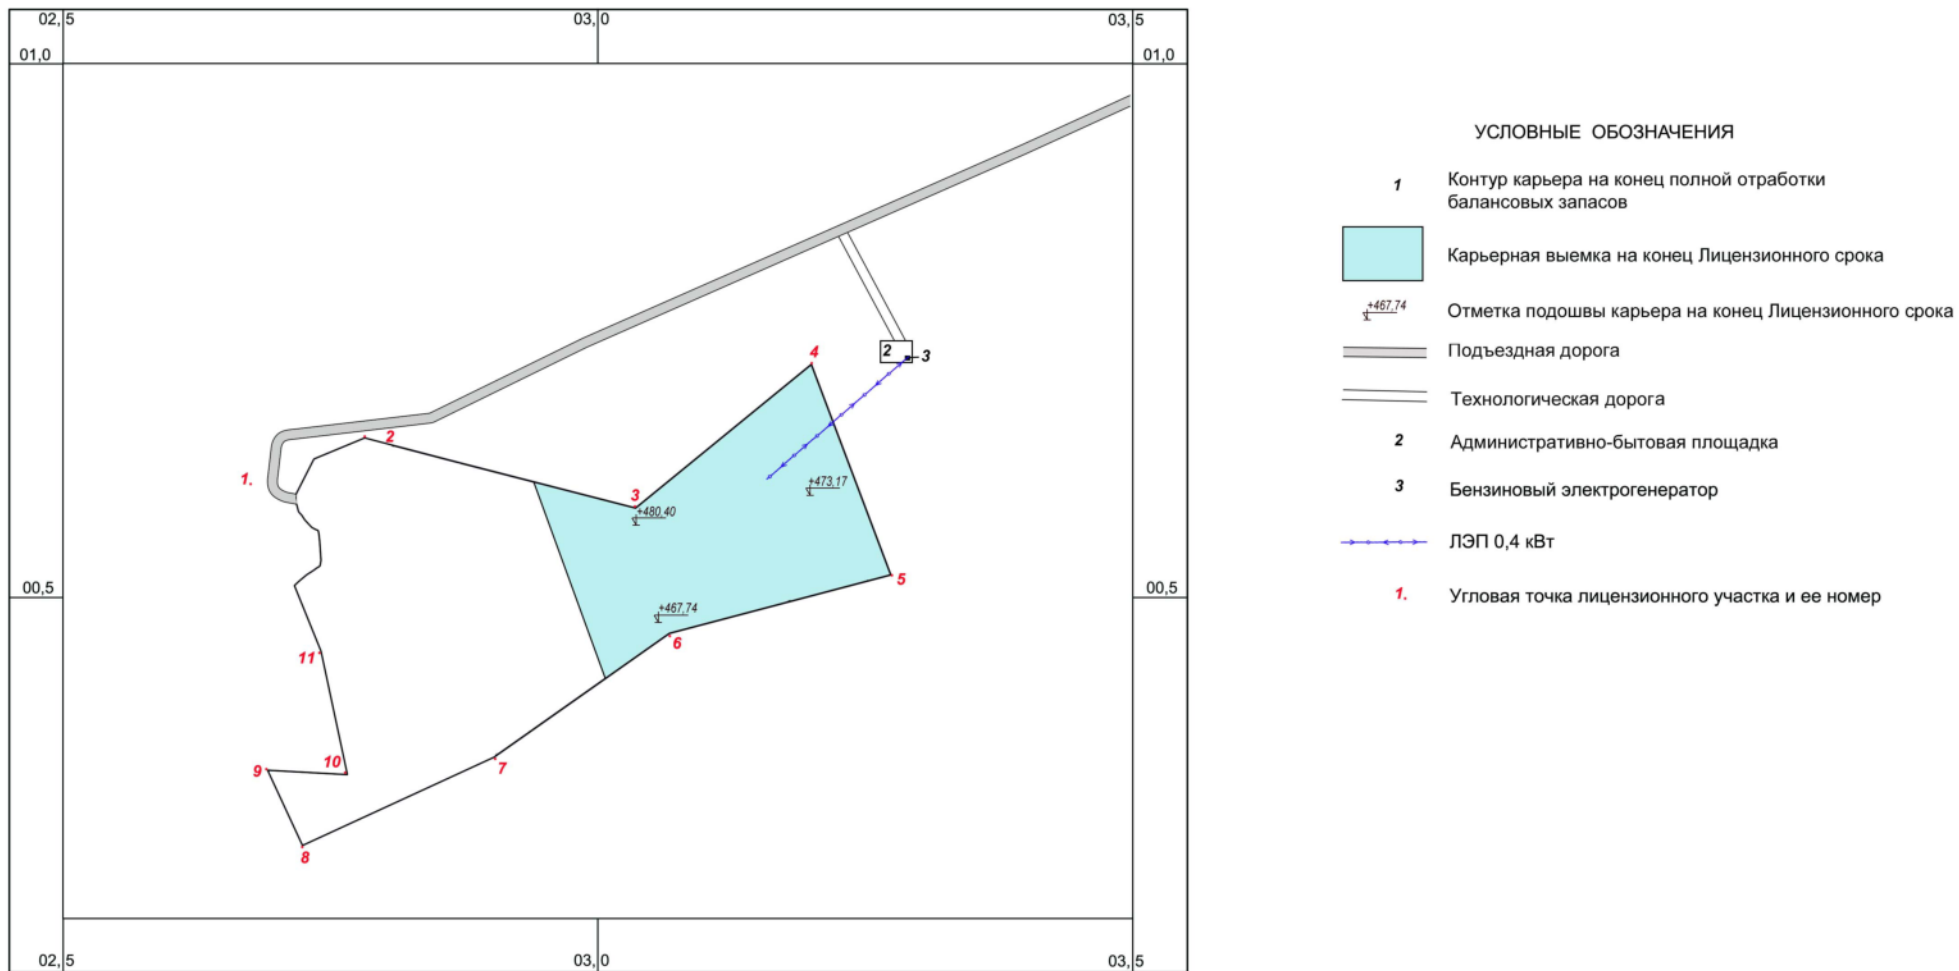 02,5
03,0
03,5
01,0
01,0
УСЛОВНЫЕ ОБОЗНАЧЕНИЯ
1
Контур карьера на конец полной отработки
балансовых запасов
Карьерная выемка на конец Лицензионного срока
+467,74
Отметка подошвы карьера на конец Лицензионного срока
Подъездная дорога
Технологическая дорога
2
Административно-бытовая площадка
3
Бензиновый электрогенератор
ЛЭП 0,4 кВт
1.
Угловая точка лицензионного участка и ее номер
2
3
4
2
1.
3
+473,17
+480,40
5
00,5
00,5
+467,74
6
11
9
10
7
8
02,5
03,0
03,5